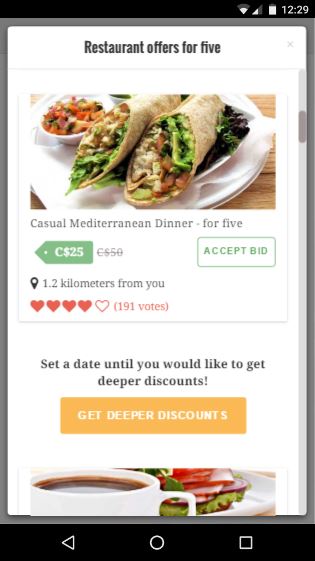 12:29
Restaurant offers for five
×
Casual Mediterranean Dinner - for five
C$25 C$50 ACCEPT BID
1.2 kilometers from you
(191 votes)
Set a date until you would like to get
deeper discounts!
GET DEEPER DISCOUNTS